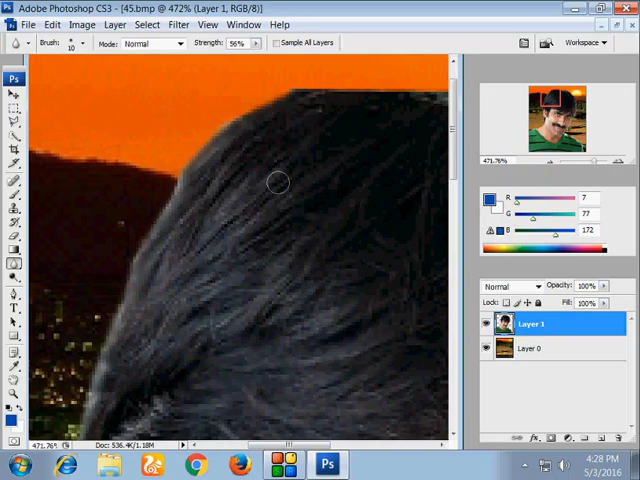 Ps Adobe Photoshop CS3 - [45.bmp @ 472% (Layer 1, RGB/8)]
File Edit Image Layer Select Filter View Window Help
Brush: 10 Mode: Normal Strength: 56% Sample All Layers Workspace
Ps
T
471.76%
R 7
G 77
B 172
Normal Opacity: 100%
Lock: Fill: 100%
Layer 1
Layer 0
471.76% Doc: 536.4K/1.18M
Ps
4:28 PM
5/3/2016